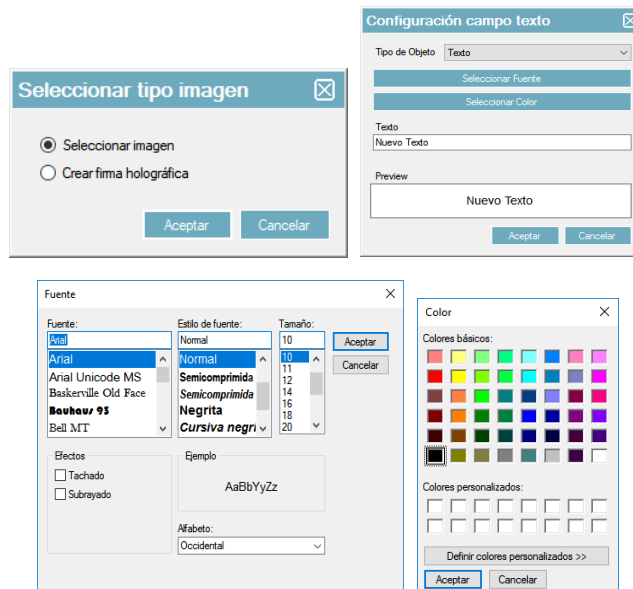 Seleccionar tipo imagen
Seleccionar imagen
Crear firma holográfica
Aceptar
Cancelar
Configuración campo texto
Tipo de Objeto
Texto
Seleccionar Fuente
Seleccionar Color
Texto
Nuevo Texto
Preview
Nuevo Texto
Aceptar
Cancelar
Fuente
Fuente:
Arial
Arial
Arial Unicode MS
Baskerville Old Face
Bauhaus 93
Bell MT
Estilo de fuente:
Normal
Normal
Semicomprimida
Semicomprimida
Negrita
Cursiva negri
Tamaño:
10
10
11
12
14
16
18
20
Aceptar
Cancelar
Efectos
Tachado
Subrayado
Ejemplo
AaBbYyZz
Alfabeto:
Occidental
Color
Colores básicos:
Colores personalizados:
Definir colores personalizados >>
Aceptar
Cancelar